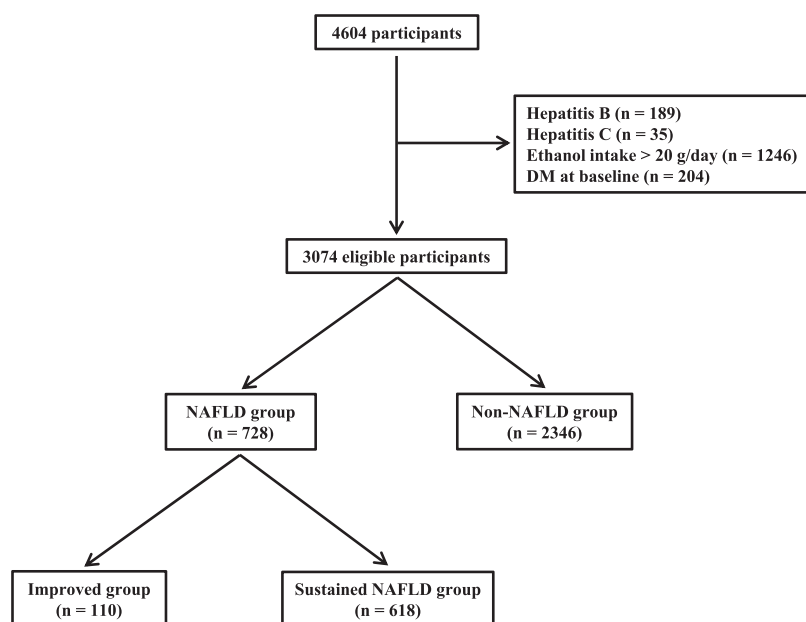 4604 participants
Hepatitis B (n = 189)
Hepatitis C (n = 35)
Ethanol intake > 20 g/day (n = 1246)
DM at baseline (n = 204)
3074 eligible participants
NAFLD group
(n = 728)
Non-NAFLD group
(n = 2346)
Improved group
(n = 110)
Sustained NAFLD group
(n = 618)